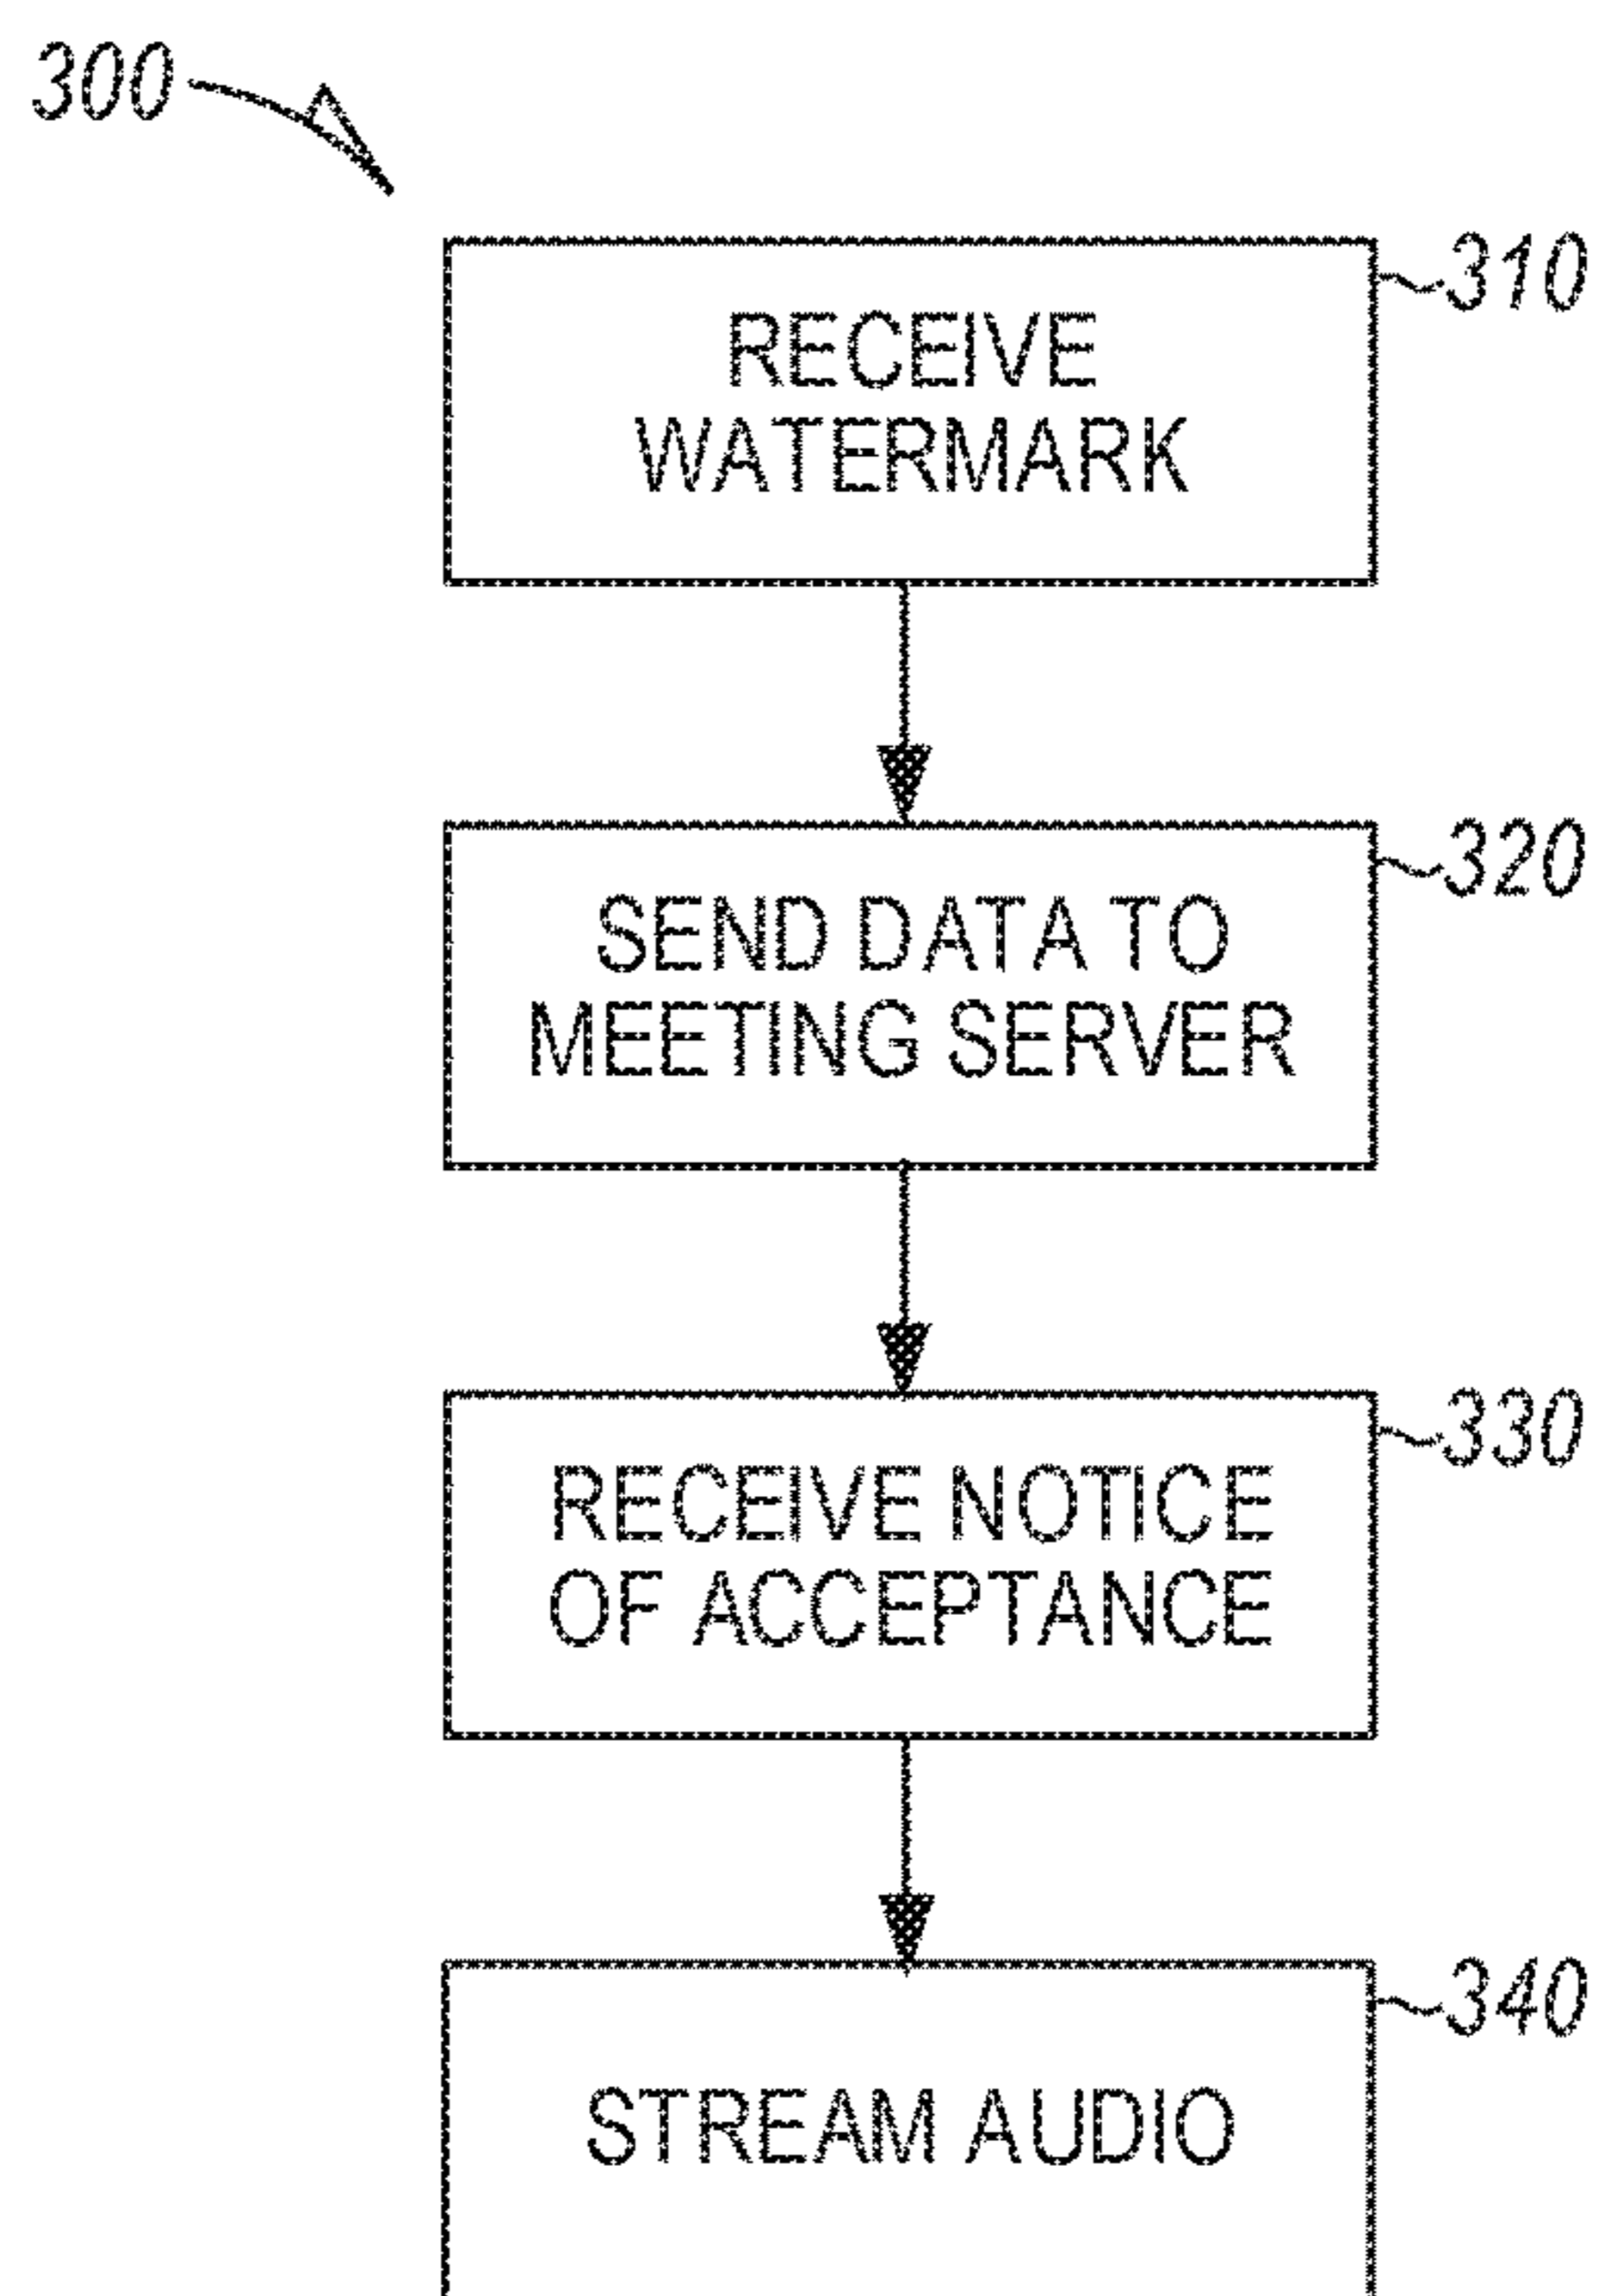 300
310
RECEIVE
WATERMARK
320
SEND DATA TO
MEETING SERVER
330
RECEIVE NOTICE
OF ACCEPTANCE
340
STREAM AUDIO